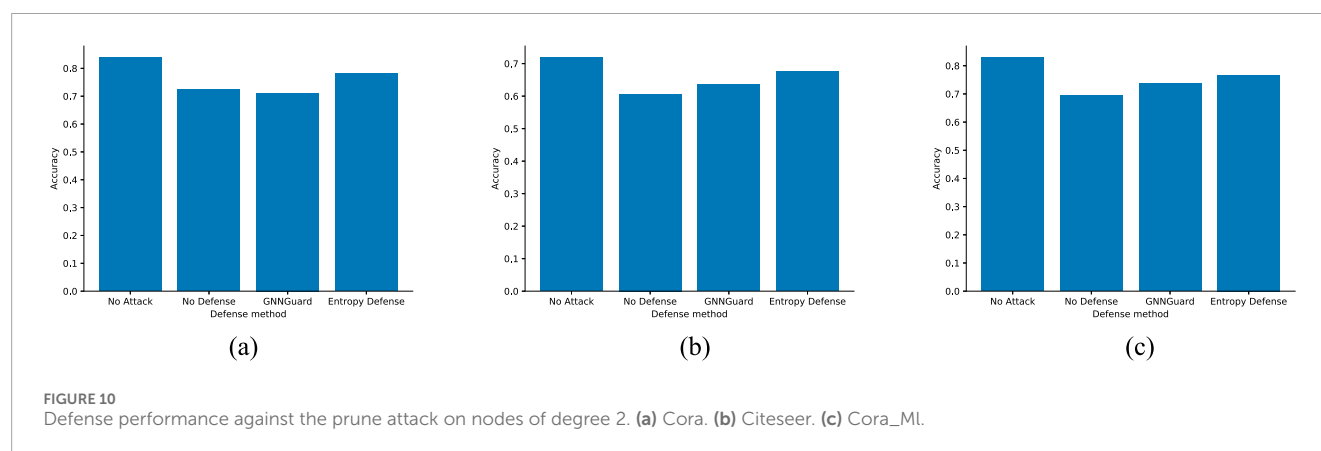 0.8
0.7
0.6
0.5
0.4
0.3
0.2
0.1
0.0
Accuracy
No Attack No Defense GNNGuard Entropy Defense
Defense method
(a)
0.7
0.6
0.5
0.4
0.3
0.2
0.1
0.0
Accuracy
No Attack No Defense GNNGuard Entropy Defense
Defense method
(b)
0.8
0.7
0.6
0.5
0.4
0.3
0.2
0.1
0.0
Accuracy
No Attack No Defense GNNGuard Entropy Defense
Defense method
(c)
FIGURE 10
Defense performance against the prune attack on nodes of degree 2. (a) Cora. (b) Citeseer. (c) Cora_Ml.